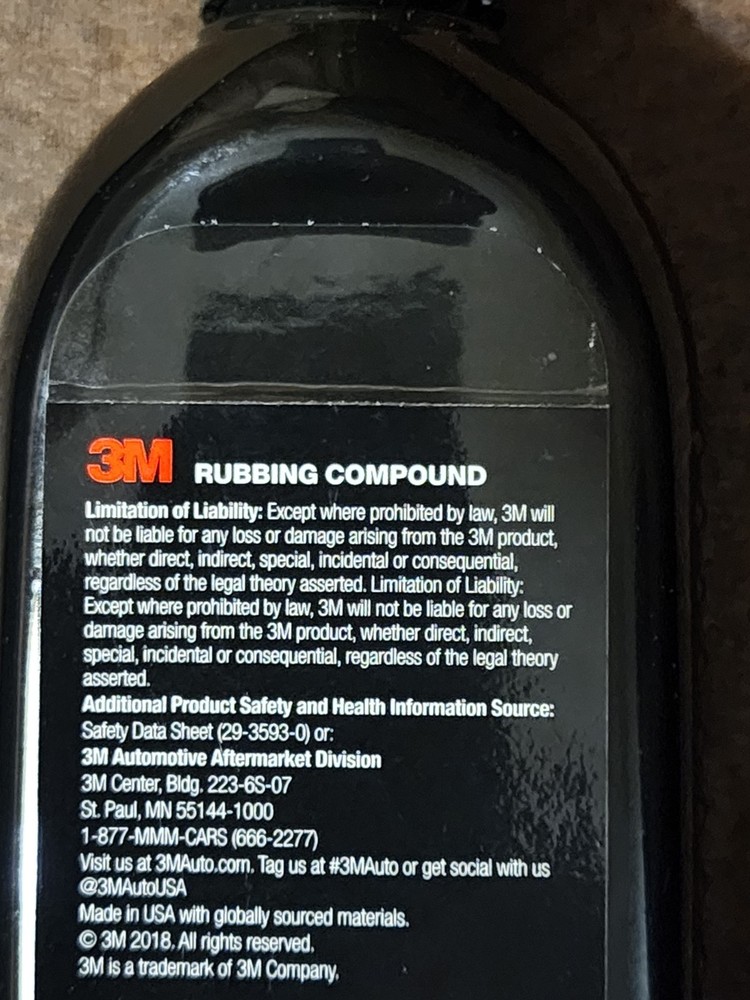 3M RUBBING COMPOUND
Limitation of Liability: Except where prohibited by law, 3M will
not be liable for any loss or damage arising from the 3M product,
whether direct, indirect, special, incidental or consequential,
regardless of the legal theory asserted. Limitation of Liability:
Except where prohibited by law, 3M will not be liable for any loss or
damage arising from the 3M product, whether direct, indirect,
special, incidental or consequential, regardless of the legal theory
asserted.
Additional Product Safety and Health Information Source:
Safety Data Sheet (29-3593-0) or:
3M Automotive Aftermarket Division
3M Center, Bldg. 223-6S-07
St. Paul, MN 55144-1000
1-877-MMM-CARS (666-2277)
Visit us at 3MAuto.com. Tag us at #3MAuto or get social with us
@3MAutoUSA
Made in USA with globally sourced materials.
© 3M 2018. All rights reserved.
3M is a trademark of 3M Company.